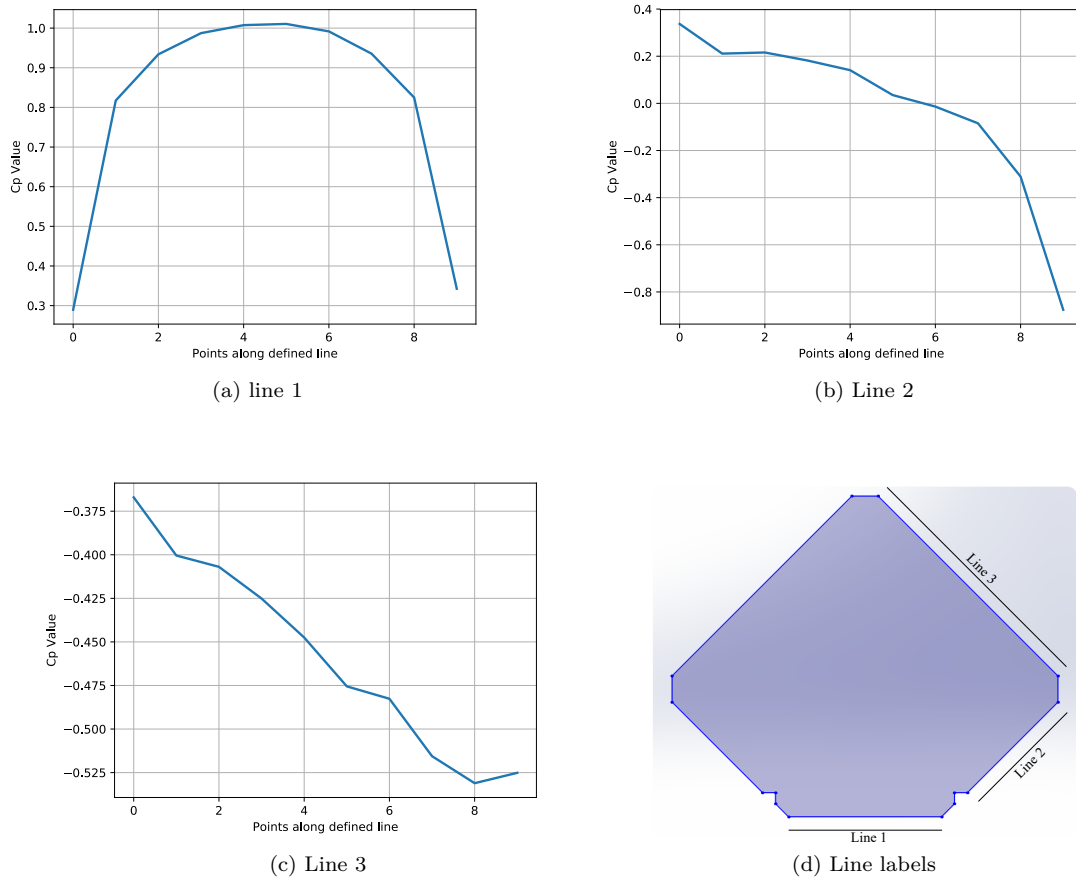 1.0
0.9
0.8
0.7
0.6
0.5
0.4
0.3
Cp Value
0 2 4 6 8
Points along defined line
(a) line 1
0.4
0.2
0.0
−0.2
−0.4
−0.6
−0.8
Cp Value
0 2 4 6 8
Points along defined line
(b) Line 2
−0.375
−0.400
−0.425
−0.450
−0.475
−0.500
−0.525
Cp Value
0 2 4 6 8
Points along defined line
(c) Line 3
Line 3
Line 2
Line 1
(d) Line labels